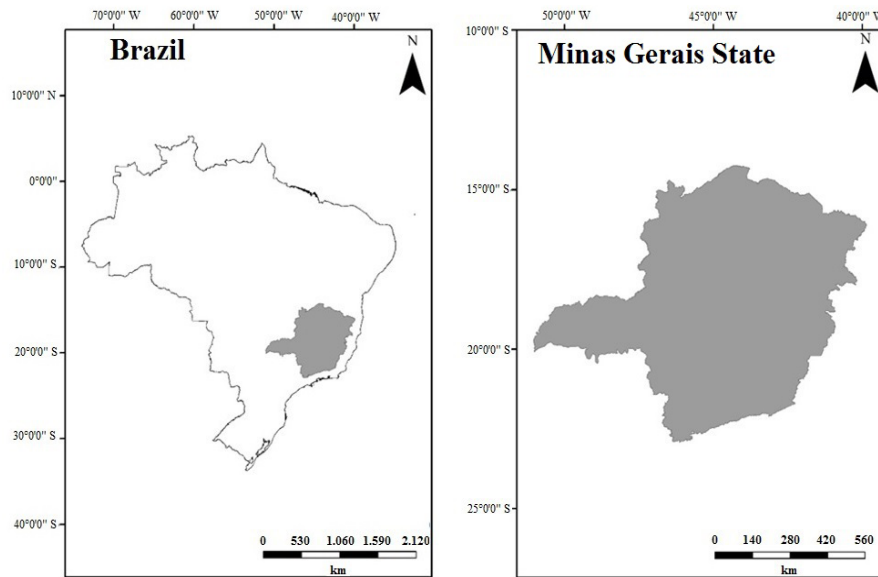 70°0'0" W 60°0'0" W 50°0'0" W 40°0'0" W
Brazil
N
10°0'0" N
0°0'0"
10°0'0" S
20°0'0" S
30°0'0" S
40°0'0" S
0 530 1.060 1.590 2.120
km
50°0'0" W 45°0'0" W 40°0'0" W
10°0'0" S
Minas Gerais State
N
15°0'0" S
20°0'0" S
25°0'0" S
0 140 280 420 560
km